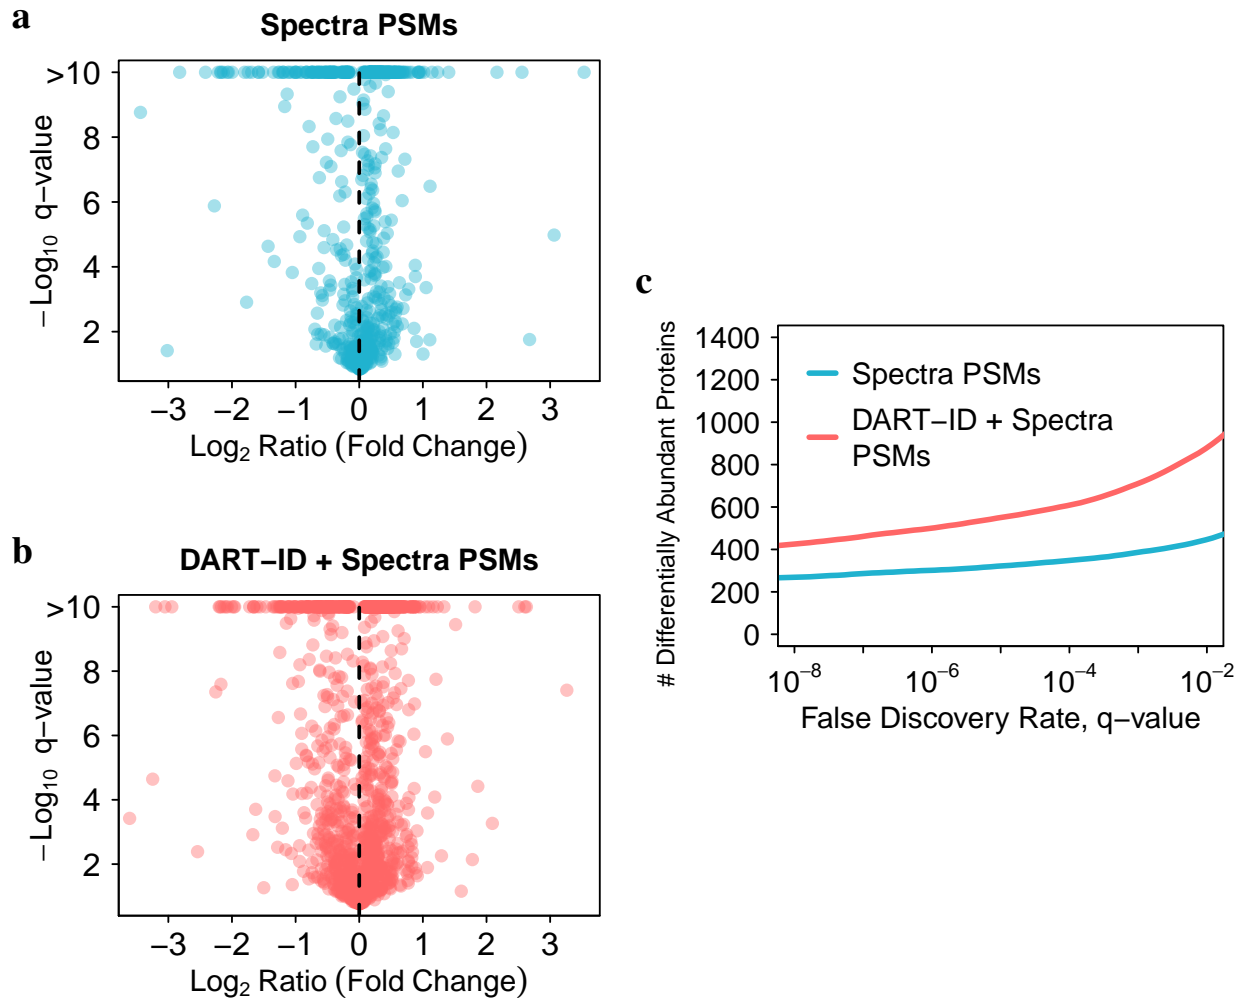 a
Spectra PSMs
>10
8
6
4
2
−Log₁₀ q−value
−3 −2 −1 0 1 2 3
Log₂ Ratio (Fold Change)
b
DART−ID + Spectra PSMs
>10
8
6
4
2
−Log₁₀ q−value
−3 −2 −1 0 1 2 3
Log₂ Ratio (Fold Change)
c
# Differentially Abundant Proteins
1400
1200
1000
800
600
400
200
0
Spectra PSMs
DART−ID + Spectra
PSMs
10⁻⁸ 10⁻⁶ 10⁻⁴ 10⁻²
False Discovery Rate, q−value